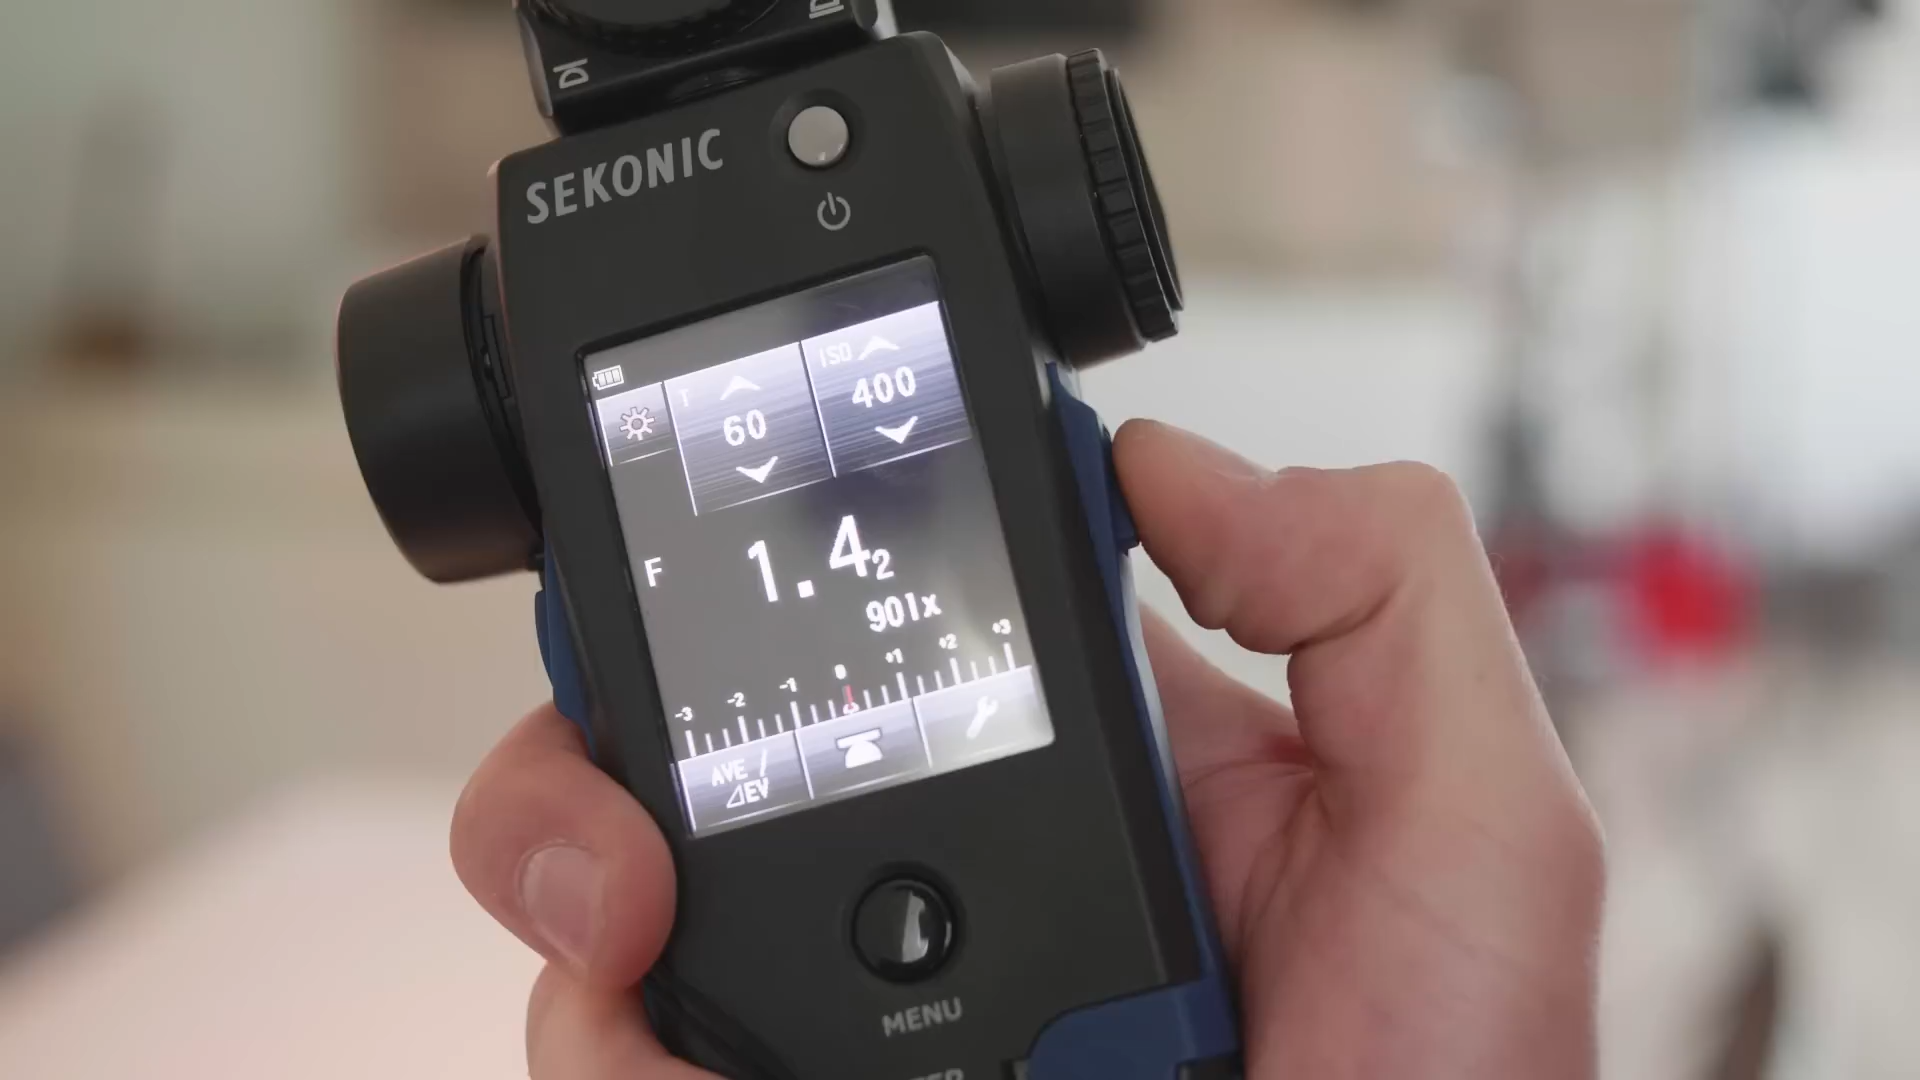 SEKONIC
T
60
ISO
400
F
1.4₂
90lx
-3 -2 -1 0 +1 +2 +3
AVE /
⊿EV
MENU